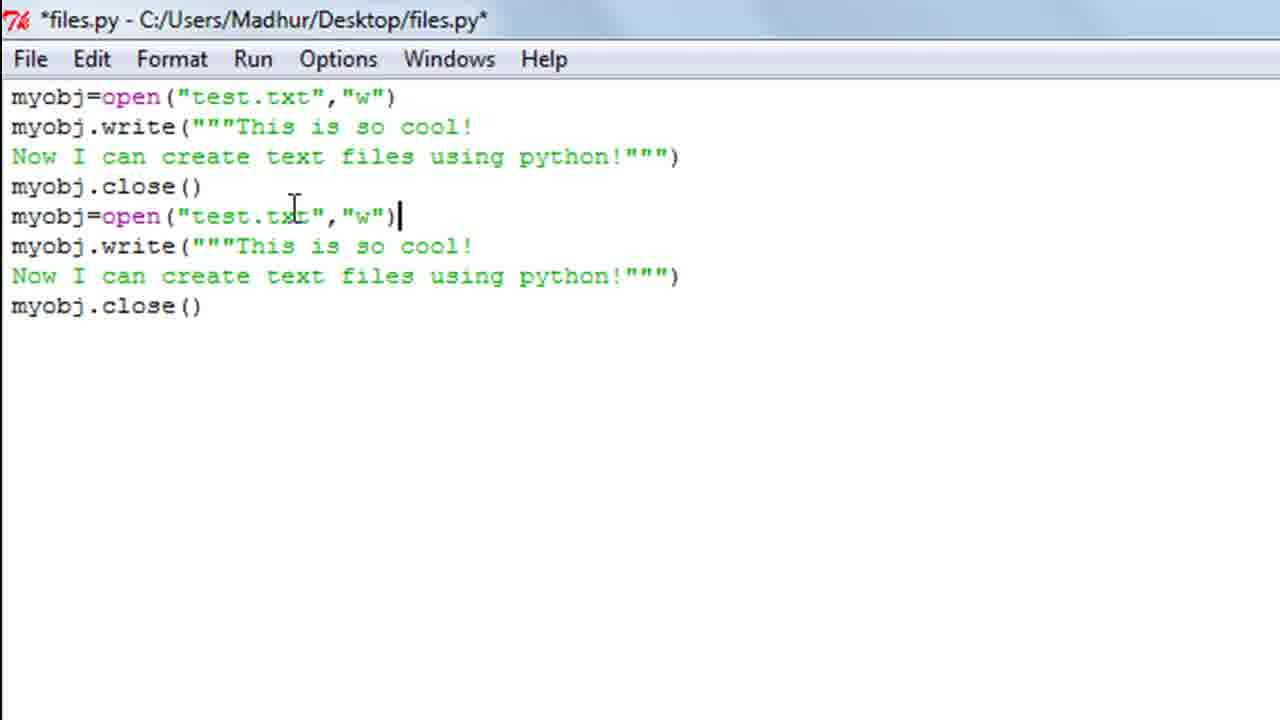 *files.py - C:/Users/Madhur/Desktop/files.py*
File Edit Format Run Options Windows Help
myobj=open("test.txt","w")
myobj.write("""This is so cool!
Now I can create text files using python!""")
myobj.close()
myobj=open("test.txt","w")
myobj.write("""This is so cool!
Now I can create text files using python!""")
myobj.close()